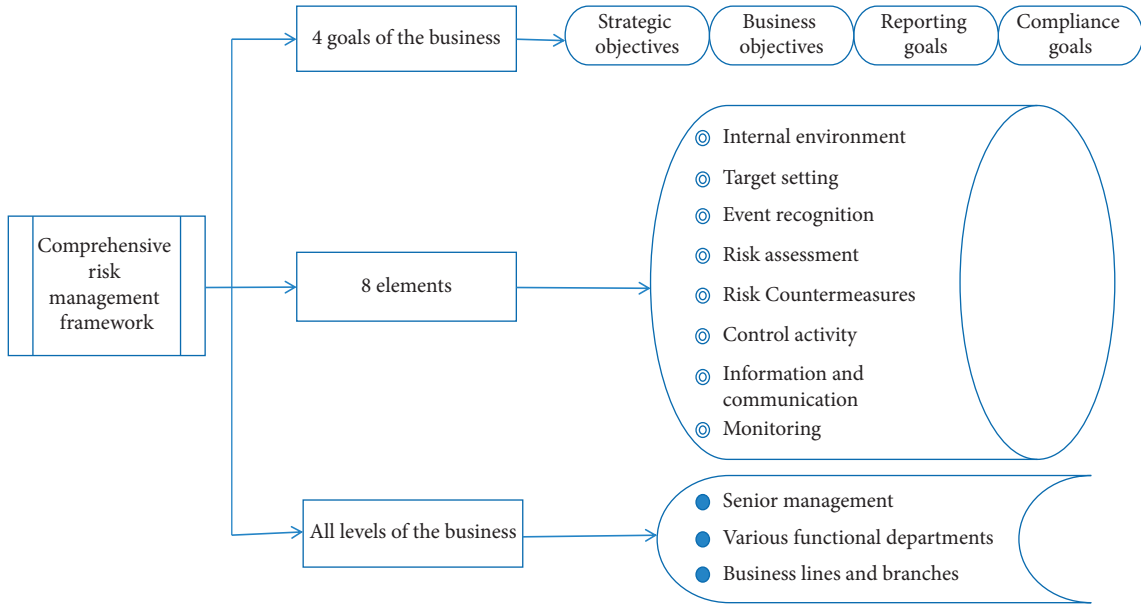 Comprehensive
risk
management
framework
4 goals of the business
Strategic
objectives
Business
objectives
Reporting
goals
Compliance
goals
8 elements
Internal environment
Target setting
Event recognition
Risk assessment
Risk Countermeasures
Control activity
Information and
communication
Monitoring
All levels of the business
Senior management
Various functional departments
Business lines and branches